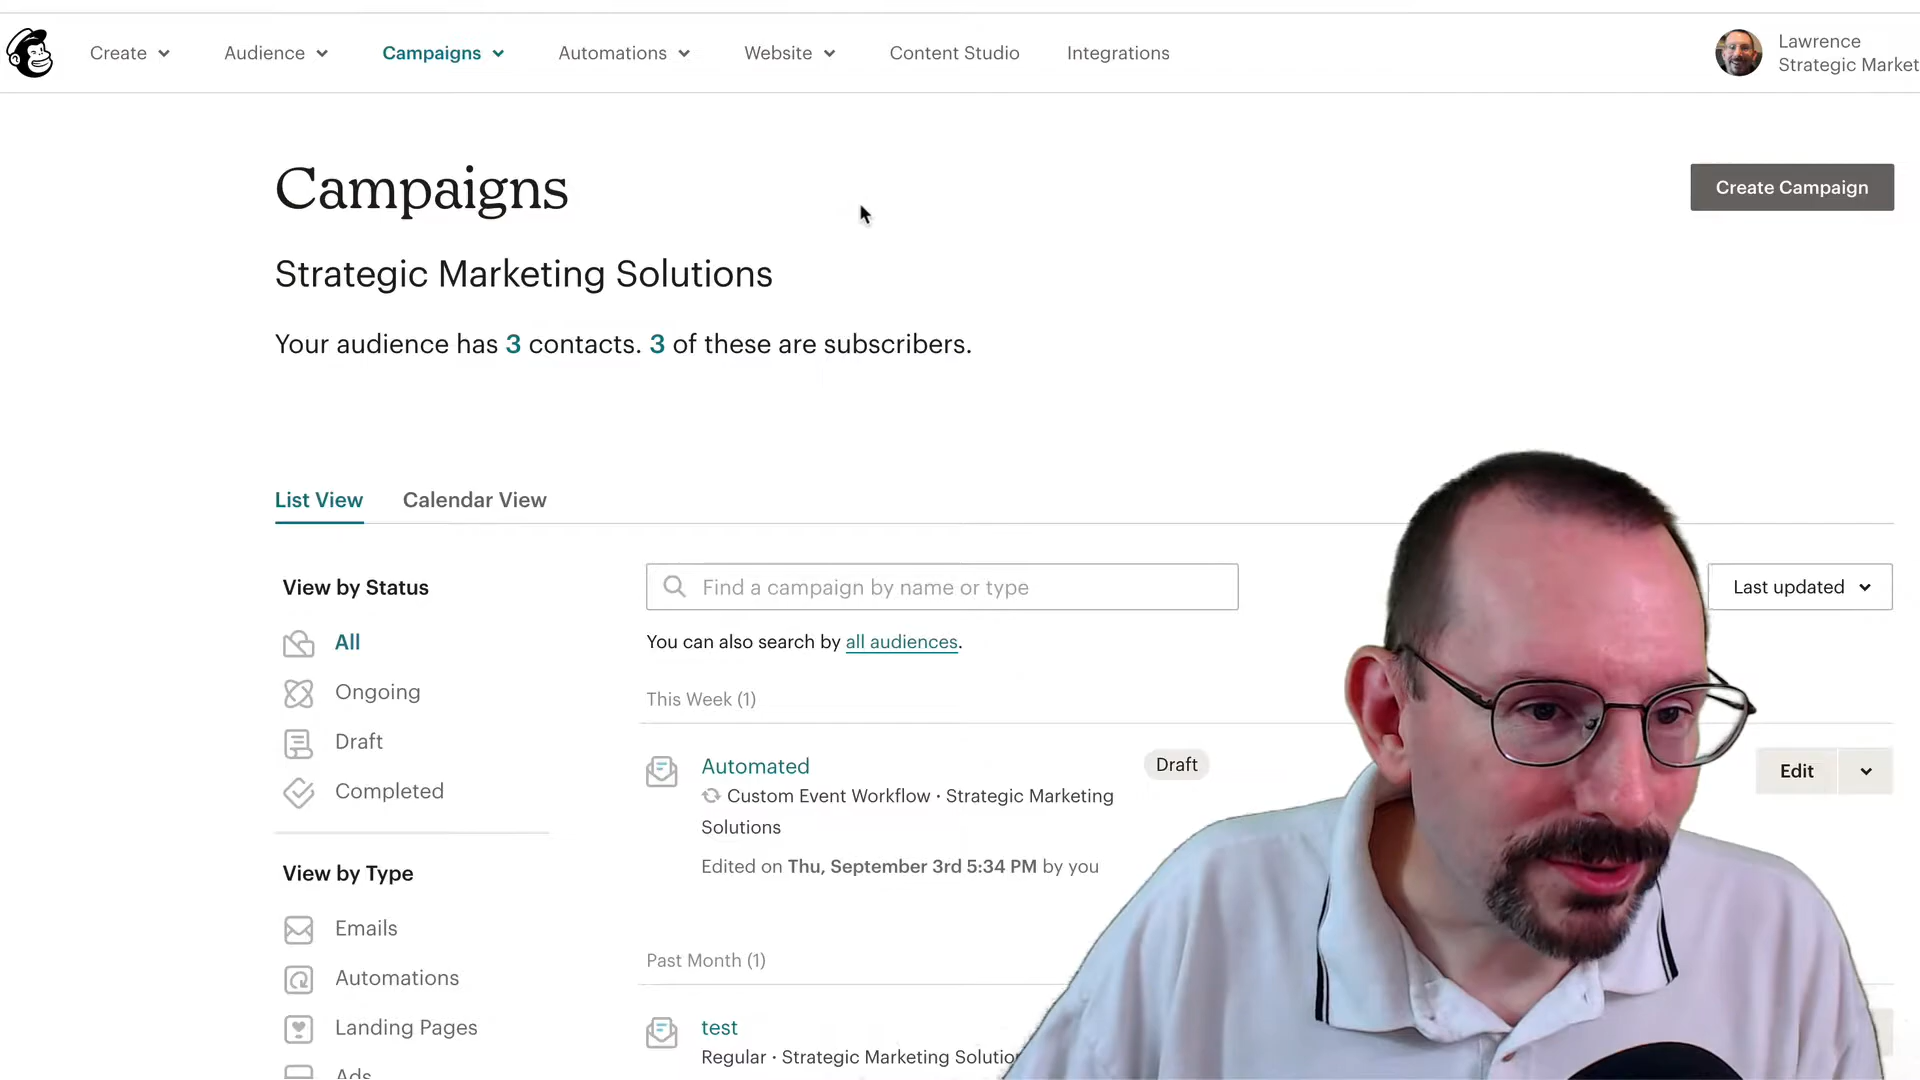 Create
Audience
Campaigns
Automations
Website
Content Studio
Integrations
Lawrence
Strategic Market
Campaigns
Create Campaign
Strategic Marketing Solutions
Your audience has 3 contacts. 3 of these are subscribers.
List View
Calendar View
View by Status
All
Ongoing
Draft
Completed
View by Type
Emails
Automations
Landing Pages
Ads
Find a campaign by name or type
Last updated
You can also search by all audiences.
This Week (1)
Automated
Draft
Edit
Custom Event Workflow · Strategic Marketing
Solutions
Edited on Thu, September 3rd 5:34 PM by you
Past Month (1)
test
Regular · Strategic Marketing Solutio